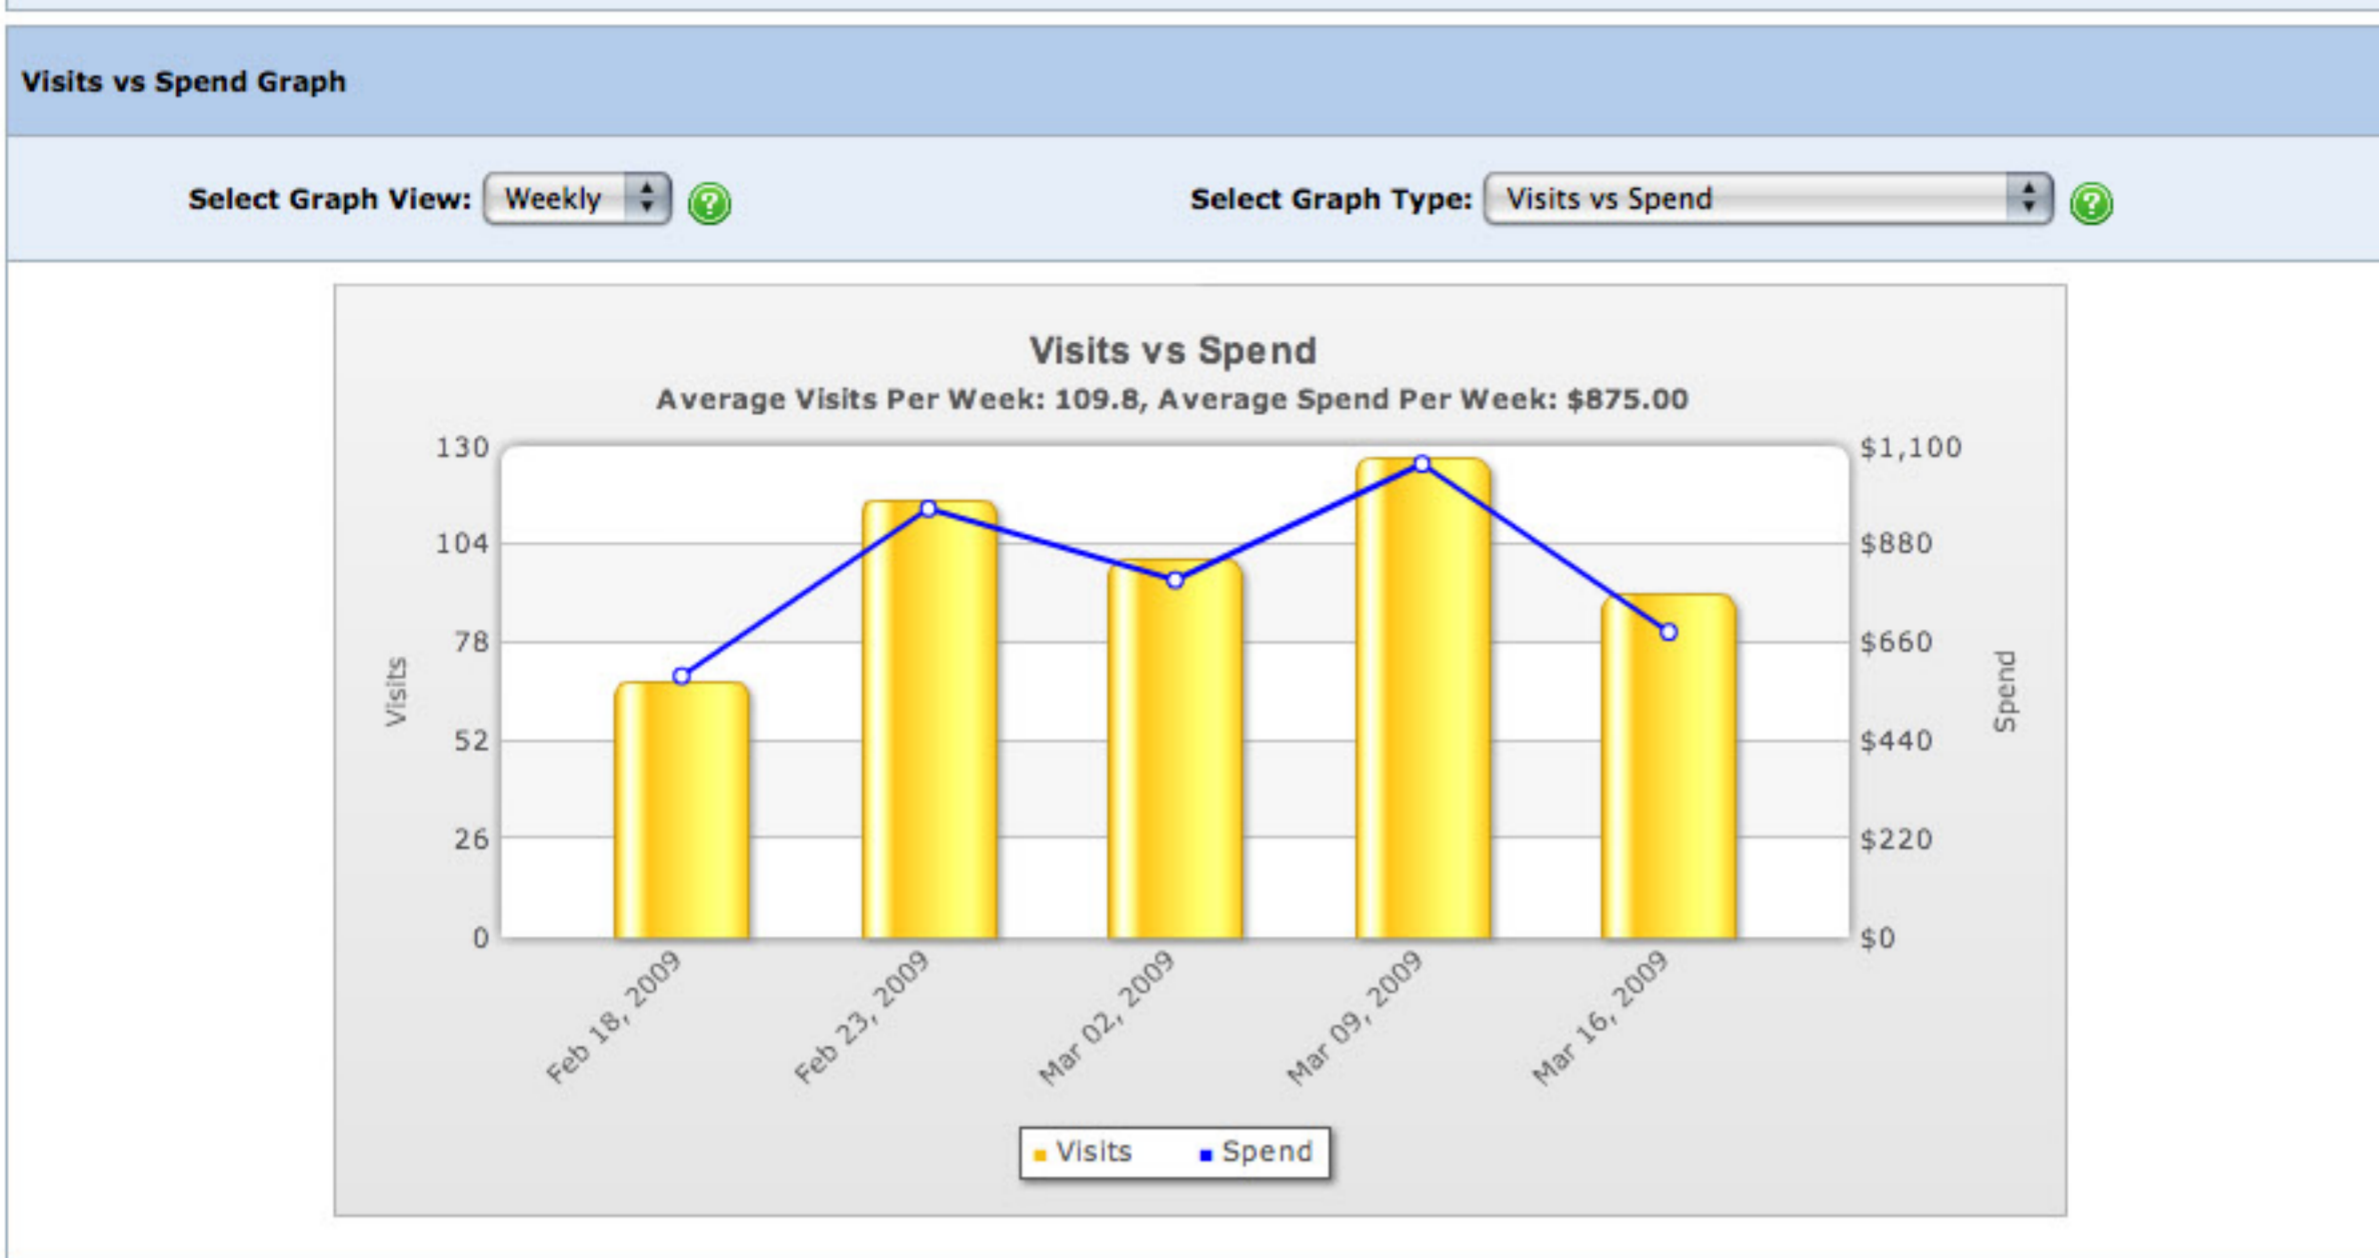 Visits vs Spend Graph
Select Graph View: Weekly ? Select Graph Type: Visits vs Spend ?
Visits vs Spend
Average Visits Per Week: 109.8, Average Spend Per Week: $875.00
130 $1,100
104 $880
78 $660
Visits Spend
52 $440
26 $220
0 $0
Feb 18, 2009 Feb 23, 2009 Mar 02, 2009 Mar 09, 2009 Mar 16, 2009
Visits Spend